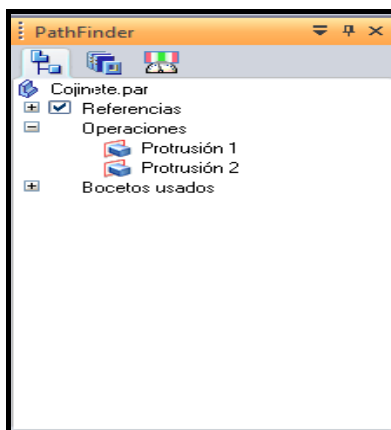 PathFinder
Cojinete.par
Referencias
Operaciones
Protrusión 1
Protrusión 2
Bocetos usados